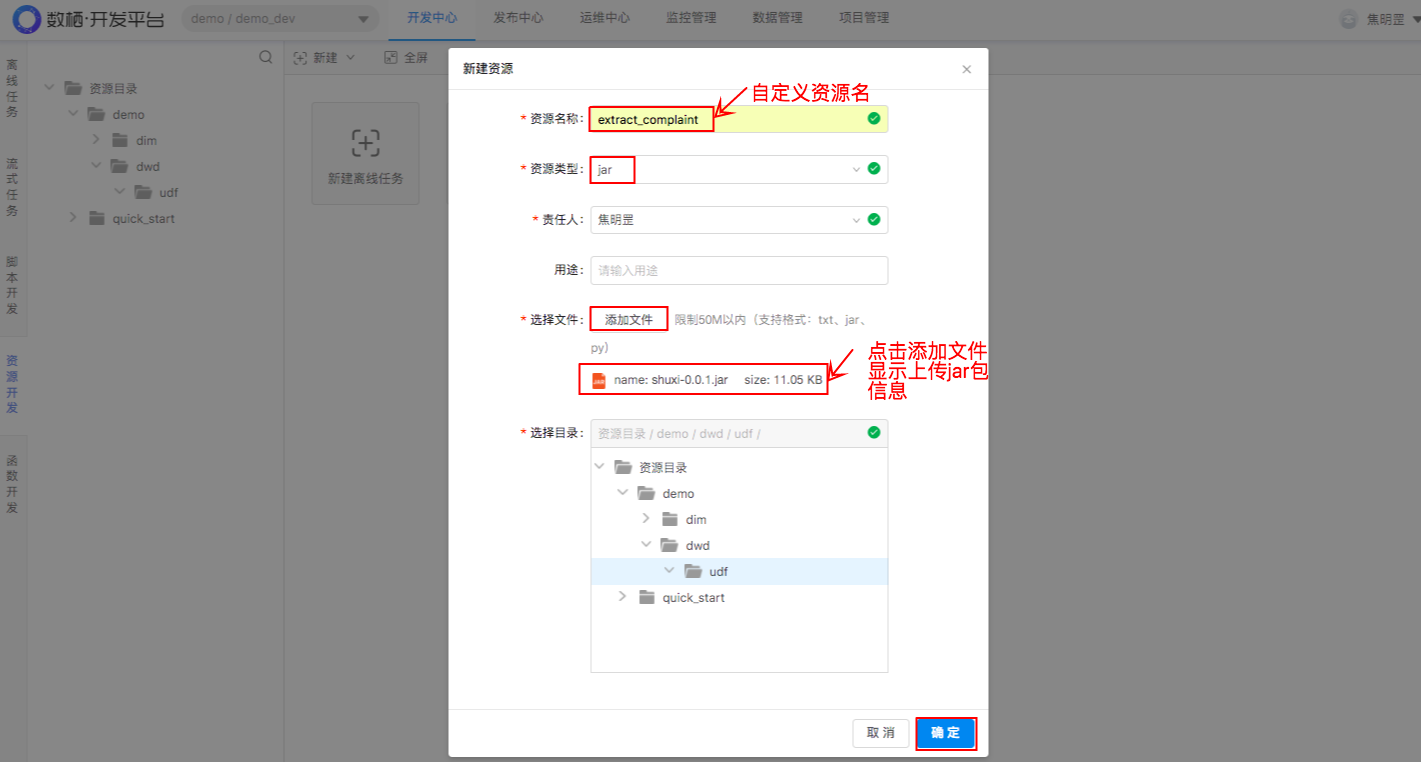 数栖·开发平台
demo / demo_dev
开发中心
发布中心
运维中心
监控管理
数据管理
项目管理
焦明罡
离线任务
流式任务
脚本开发
资源开发
函数开发
资源目录
demo
dim
dwd
udf
quick_start
新建
全屏
新建离线任务
新建资源
自定义资源名
* 资源名称: extract_complaint
* 资源类型: jar
* 责任人: 焦明罡
用途: 请输入用途
* 选择文件: 添加文件 限制50M以内（支持格式：txt、jar、
py）
name: shuxi-0.0.1.jar size: 11.05 KB
点击添加文件
显示上传jar包
信息
* 选择目录: 资源目录 / demo / dwd / udf /
资源目录
demo
dim
dwd
udf
quick_start
取 消
确 定